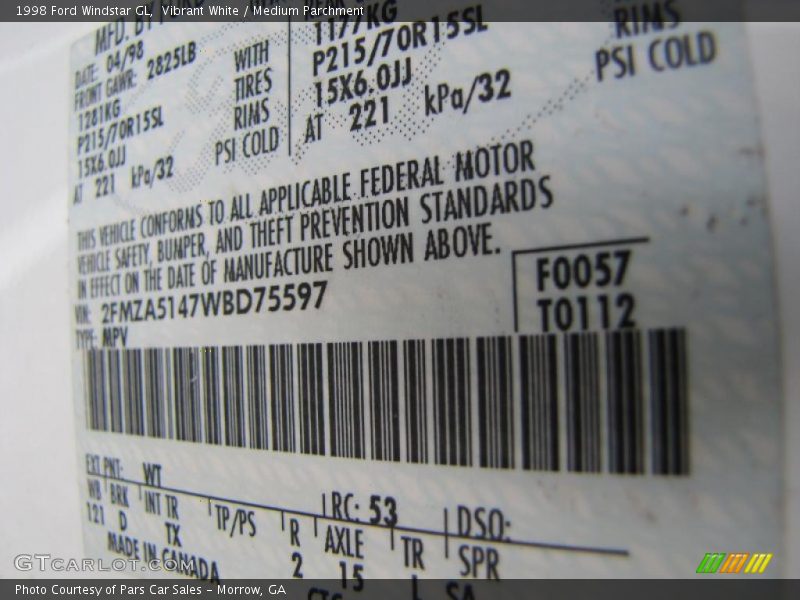 1998 Ford Windstar GL, Vibrant White / Medium Parchment
MFD. BY
DATE: 04/98
FRONT GAWR: 2825LB
1281KG
P215/70R15SL
15X6.0JJ
AT 221 kPa/32
WITH
TIRES
RIMS
PSI COLD
1177KG
P215/70R15SL
15X6.0JJ
AT 221 kPa/32
RIMS
PSI COLD
THIS VEHICLE CONFORMS TO ALL APPLICABLE FEDERAL MOTOR
VEHICLE SAFETY, BUMPER, AND THEFT PREVENTION STANDARDS
IN EFFECT ON THE DATE OF MANUFACTURE SHOWN ABOVE.
VIN: 2FMZA5147WBD75597
TYPE: MPV
F0057
T0112
EXT PNT: WT
RC: 53
DSO:
WB BRK INT TR TP/PS R AXLE TR SPR
121 D TX 2 15 L SA
MADE IN CANADA
GTCarLot.com
Photo Courtesy of Pars Car Sales - Morrow, GA